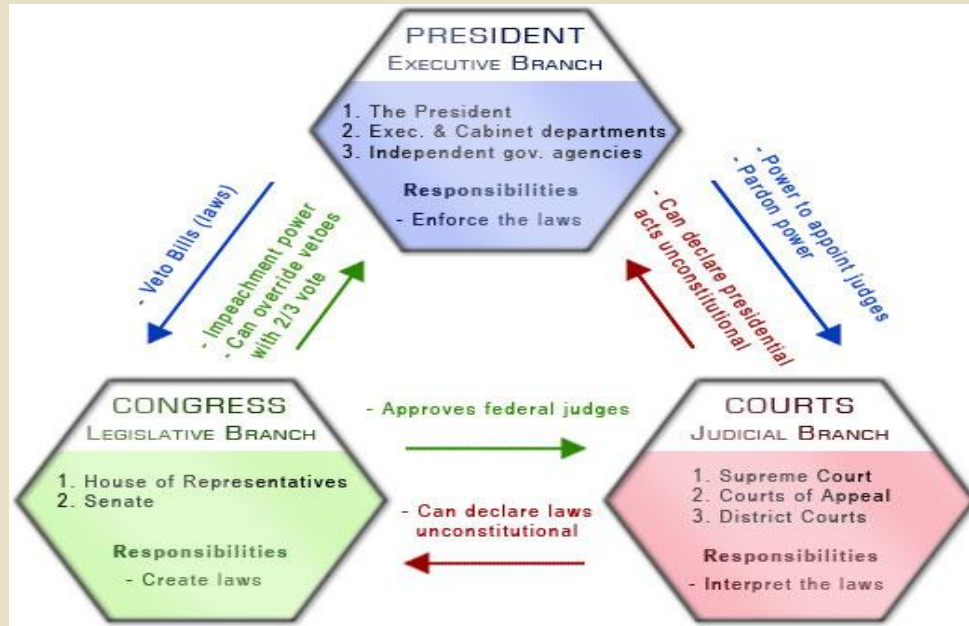 PRESIDENT
EXECUTIVE BRANCH
1. The President
2. Exec. & Cabinet departments
3. Independent gov. agencies
Responsibilities
- Enforce the laws
- Veto Bills (laws)
- Impeachment power
- Can override vetoes
with 2/3 vote
- Can declare presidential
acts unconstitutional
- Power to appoint judges
- Pardon power
CONGRESS
LEGISLATIVE BRANCH
1. House of Representatives
2. Senate
Responsibilities
- Create laws
- Approves federal judges
- Can declare laws
unconstitutional
COURTS
JUDICIAL BRANCH
1. Supreme Court
2. Courts of Appeal
3. District Courts
Responsibilities
- Interpret the laws